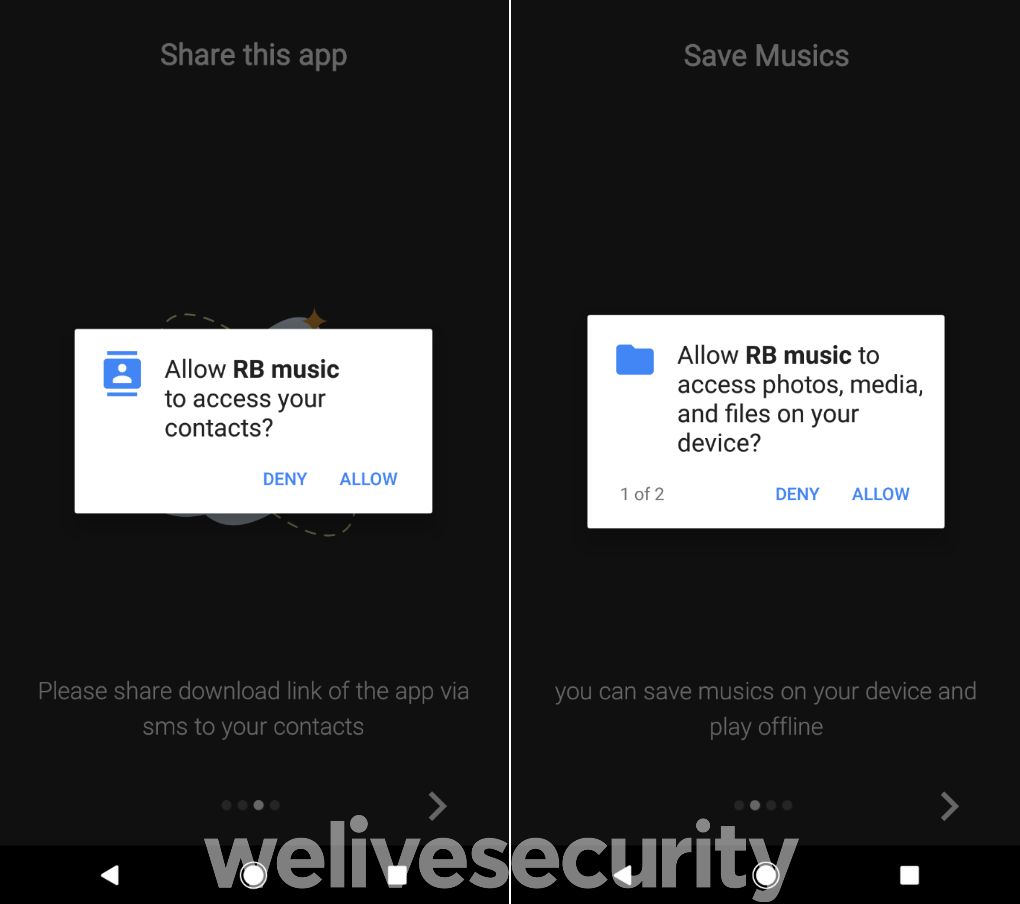 Share this app
Allow RB music
to access your
contacts?
DENY ALLOW
Please share download link of the app via
sms to your contacts
Save Musics
Allow RB music to
access photos, media,
and files on your
device?
1 of 2 DENY ALLOW
you can save musics on your device and
play offline
welivesecurity